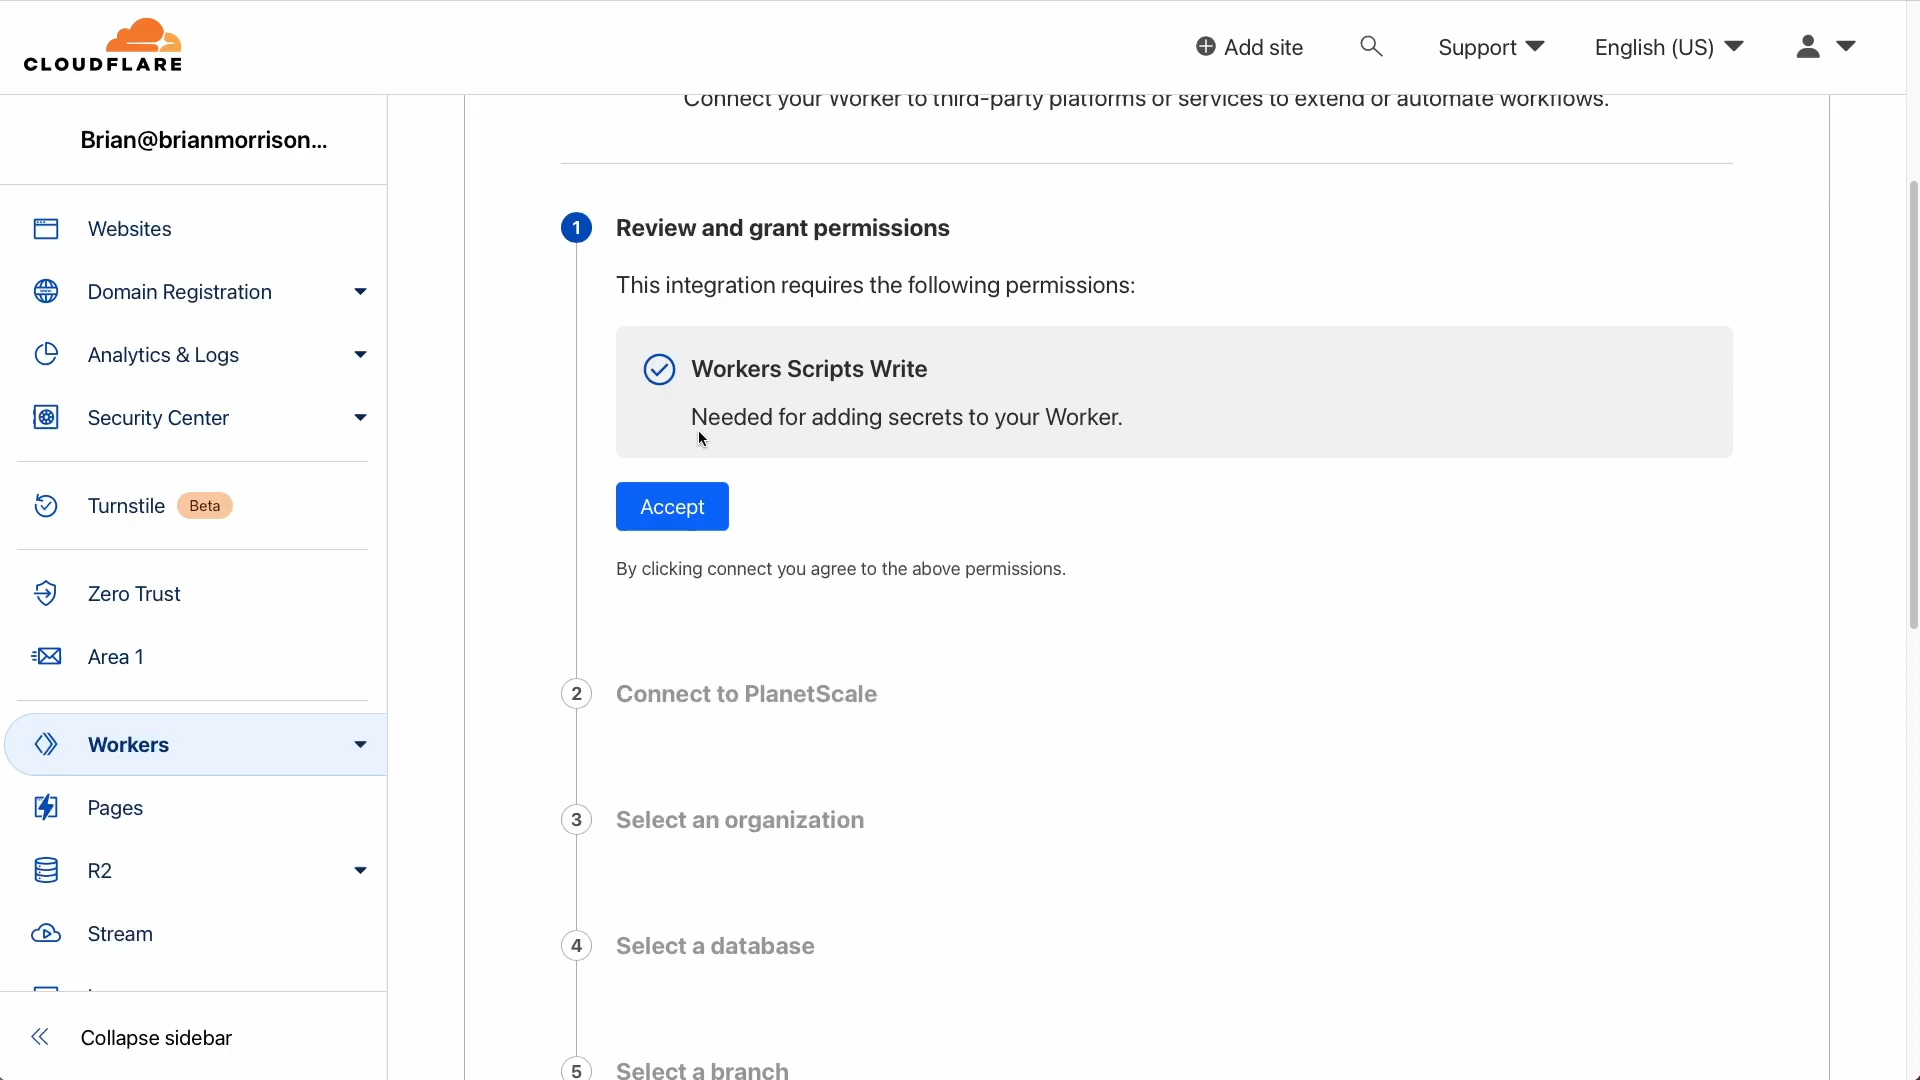 CLOUDFLARE
Add site
Support
English (US)
Brian@brianmorrison...
Websites
Domain Registration
Analytics & Logs
Security Center
Turnstile Beta
Zero Trust
Area 1
Workers
Pages
R2
Stream
Collapse sidebar
Connect your Worker to third-party platforms or services to extend or automate workflows.
1 Review and grant permissions
This integration requires the following permissions:
Workers Scripts Write
Needed for adding secrets to your Worker.
Accept
By clicking connect you agree to the above permissions.
2 Connect to PlanetScale
3 Select an organization
4 Select a database
5 Select a branch